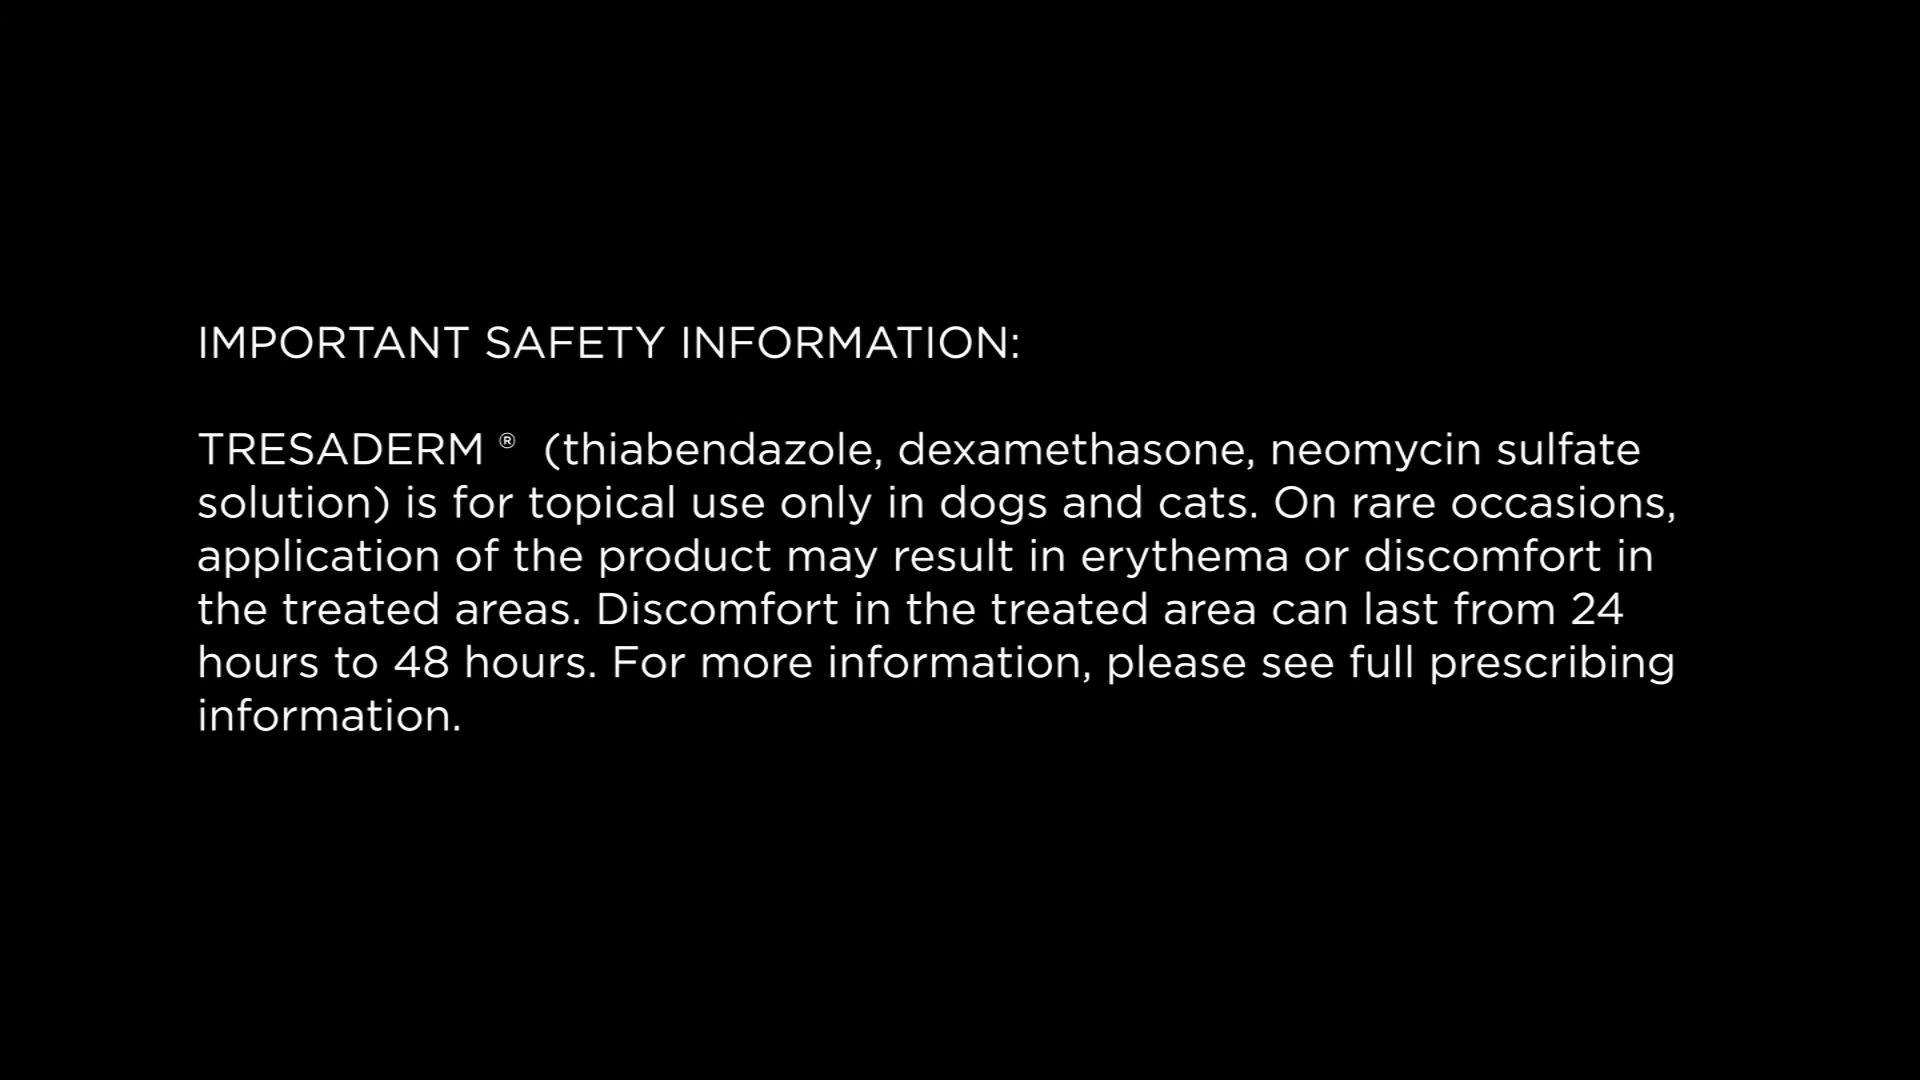 IMPORTANT SAFETY INFORMATION:
TRESADERM ® (thiabendazole, dexamethasone, neomycin sulfate
solution) is for topical use only in dogs and cats. On rare occasions,
application of the product may result in erythema or discomfort in
the treated areas. Discomfort in the treated area can last from 24
hours to 48 hours. For more information, please see full prescribing
information.